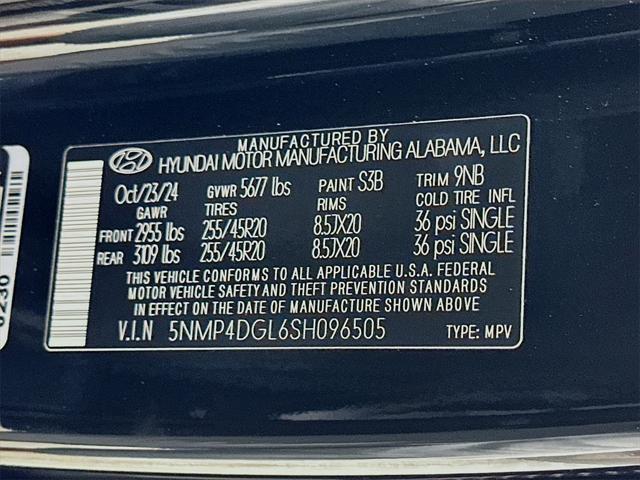 MANUFACTURED BY
HYUNDAI MOTOR MANUFACTURING ALABAMA, LLC
Oct/23/24 GVWR 5677 lbs PAINT S3B TRIM 9NB
GAWR TIRES RIMS COLD TIRE INFL
FRONT 2955 lbs 255/45R20 8.5JX20 36 psi SINGLE
REAR 3109 lbs 255/45R20 8.5JX20 36 psi SINGLE
THIS VEHICLE CONFORMS TO ALL APPLICABLE U.S.A. FEDERAL
MOTOR VEHICLE SAFETY AND THEFT PREVENTION STANDARDS
IN EFFECT ON THE DATE OF MANUFACTURE SHOWN ABOVE.
V.I.N 5NMP4DGL6SH096505 TYPE: MPV